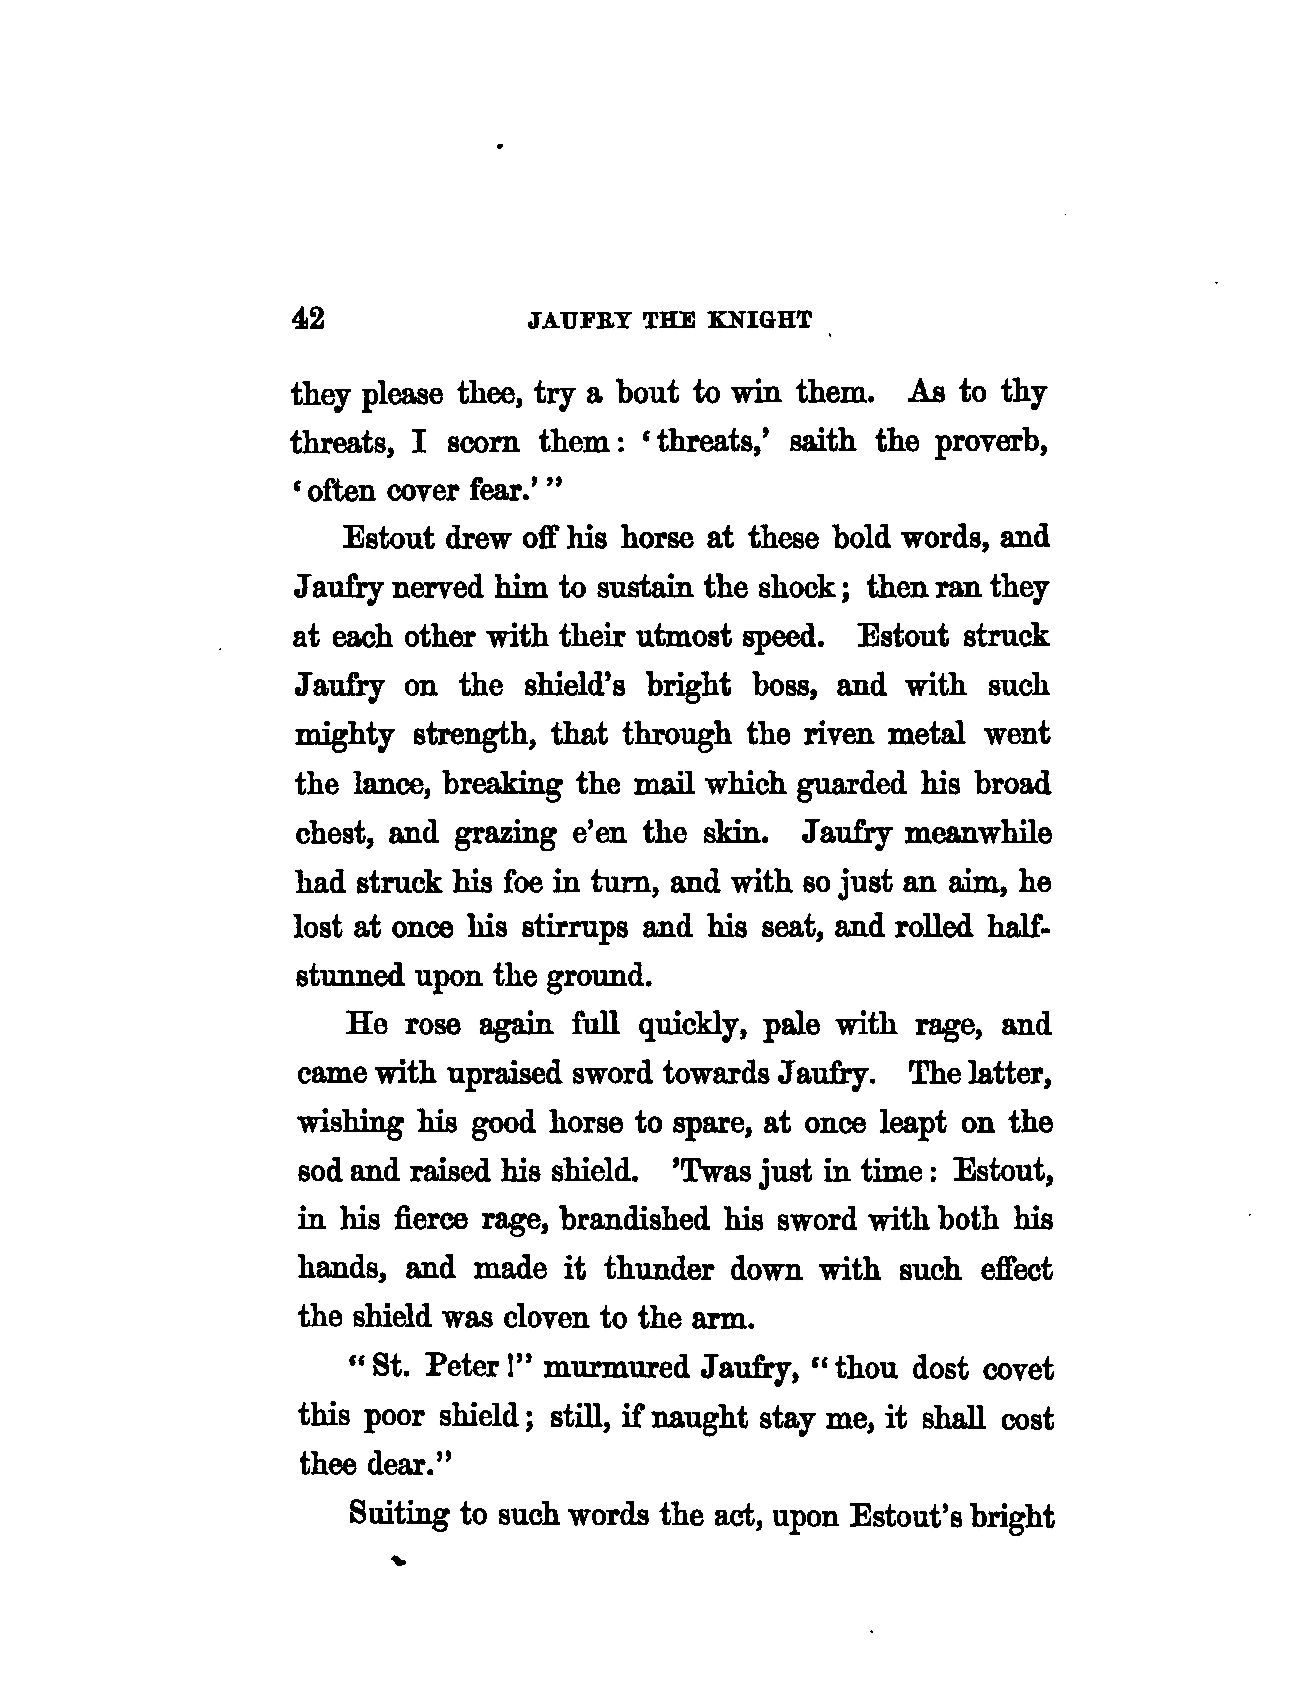 42 JAUFRY THE KNIGHT
they please thee, try a bout to win them. As to thy
threats, I scorn them: ‘threats,’ saith the proverb,
‘often cover fear.’”
Estout drew off his horse at these bold words, and
Jaufry nerved him to sustain the shock; then ran they
at each other with their utmost speed. Estout struck
Jaufry on the shield’s bright boss, and with such
mighty strength, that through the riven metal went
the lance, breaking the mail which guarded his broad
chest, and grazing e’en the skin. Jaufry meanwhile
had struck his foe in turn, and with so just an aim, he
lost at once his stirrups and his seat, and rolled half-
stunned upon the ground.
He rose again full quickly, pale with rage, and
came with upraised sword towards Jaufry. The latter,
wishing his good horse to spare, at once leapt on the
sod and raised his shield. ’Twas just in time: Estout,
in his fierce rage, brandished his sword with both his
hands, and made it thunder down with such effect
the shield was cloven to the arm.
“St. Peter!” murmured Jaufry, “thou dost covet
this poor shield; still, if naught stay me, it shall cost
thee dear.”
Suiting to such words the act, upon Estout’s bright